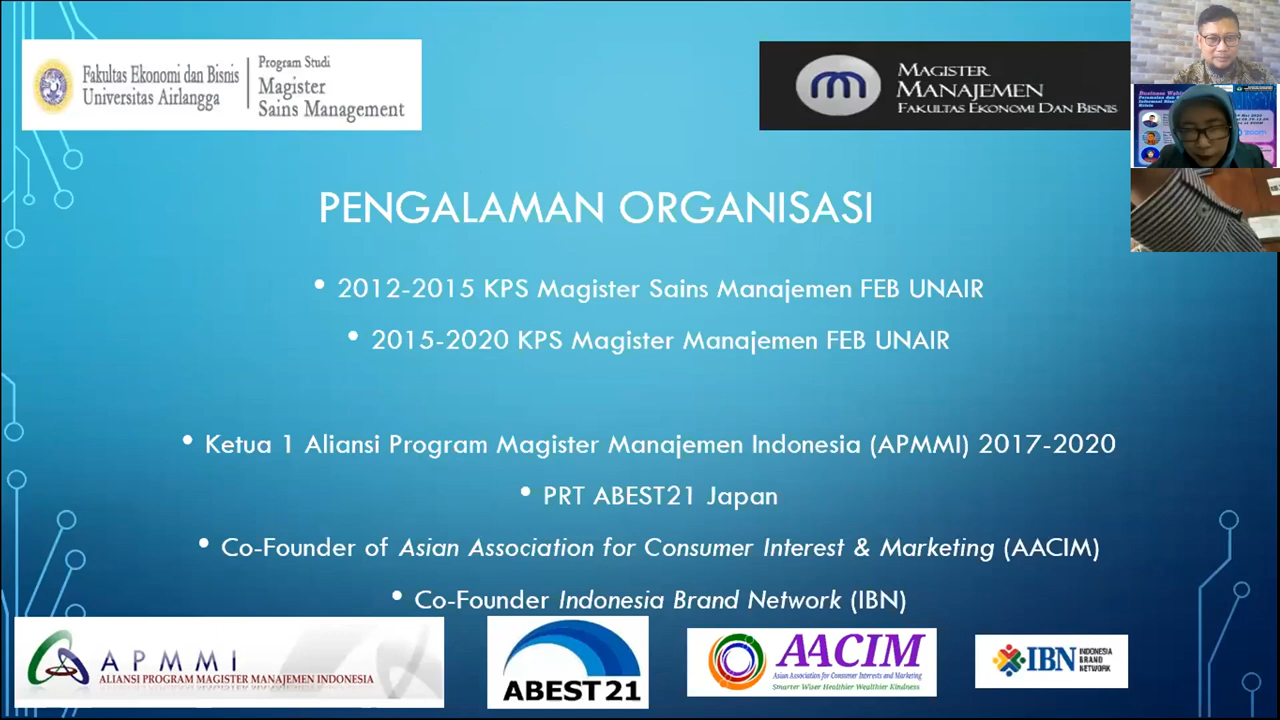 Fakultas Ekonomi dan Bisnis
Universitas Airlangga
Program Studi
Magister
Sains Management
MAGISTER
MANAJEMEN
FAKULTAS EKONOMI DAN BISNIS
PENGALAMAN ORGANISASI
• 2012-2015 KPS Magister Sains Manajemen FEB UNAIR
• 2015-2020 KPS Magister Manajemen FEB UNAIR
• Ketua 1 Aliansi Program Magister Manajemen Indonesia (APMMI) 2017-2020
• PRT ABEST21 Japan
• Co-Founder of Asian Association for Consumer Interest & Marketing (AACIM)
• Co-Founder Indonesia Brand Network (IBN)
APMMI
ALIANSI PROGRAM MAGISTER MANAJEMEN INDONESIA
ABEST21
AACIM
Asian Association for Consumer Interests and Marketing
Smarter Wiser Healthier Wealthier Kindness
IBN
INDONESIA
BRAND
NETWORK